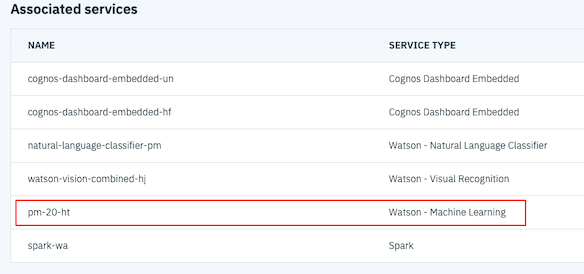 Associated services
NAME SERVICE TYPE
cognos-dashboard-embedded-un Cognos Dashboard Embedded
cognos-dashboard-embedded-hf Cognos Dashboard Embedded
natural-language-classifier-pm Watson - Natural Language Classifier
watson-vision-combined-hj Watson - Visual Recognition
pm-20-ht Watson - Machine Learning
spark-wa Spark